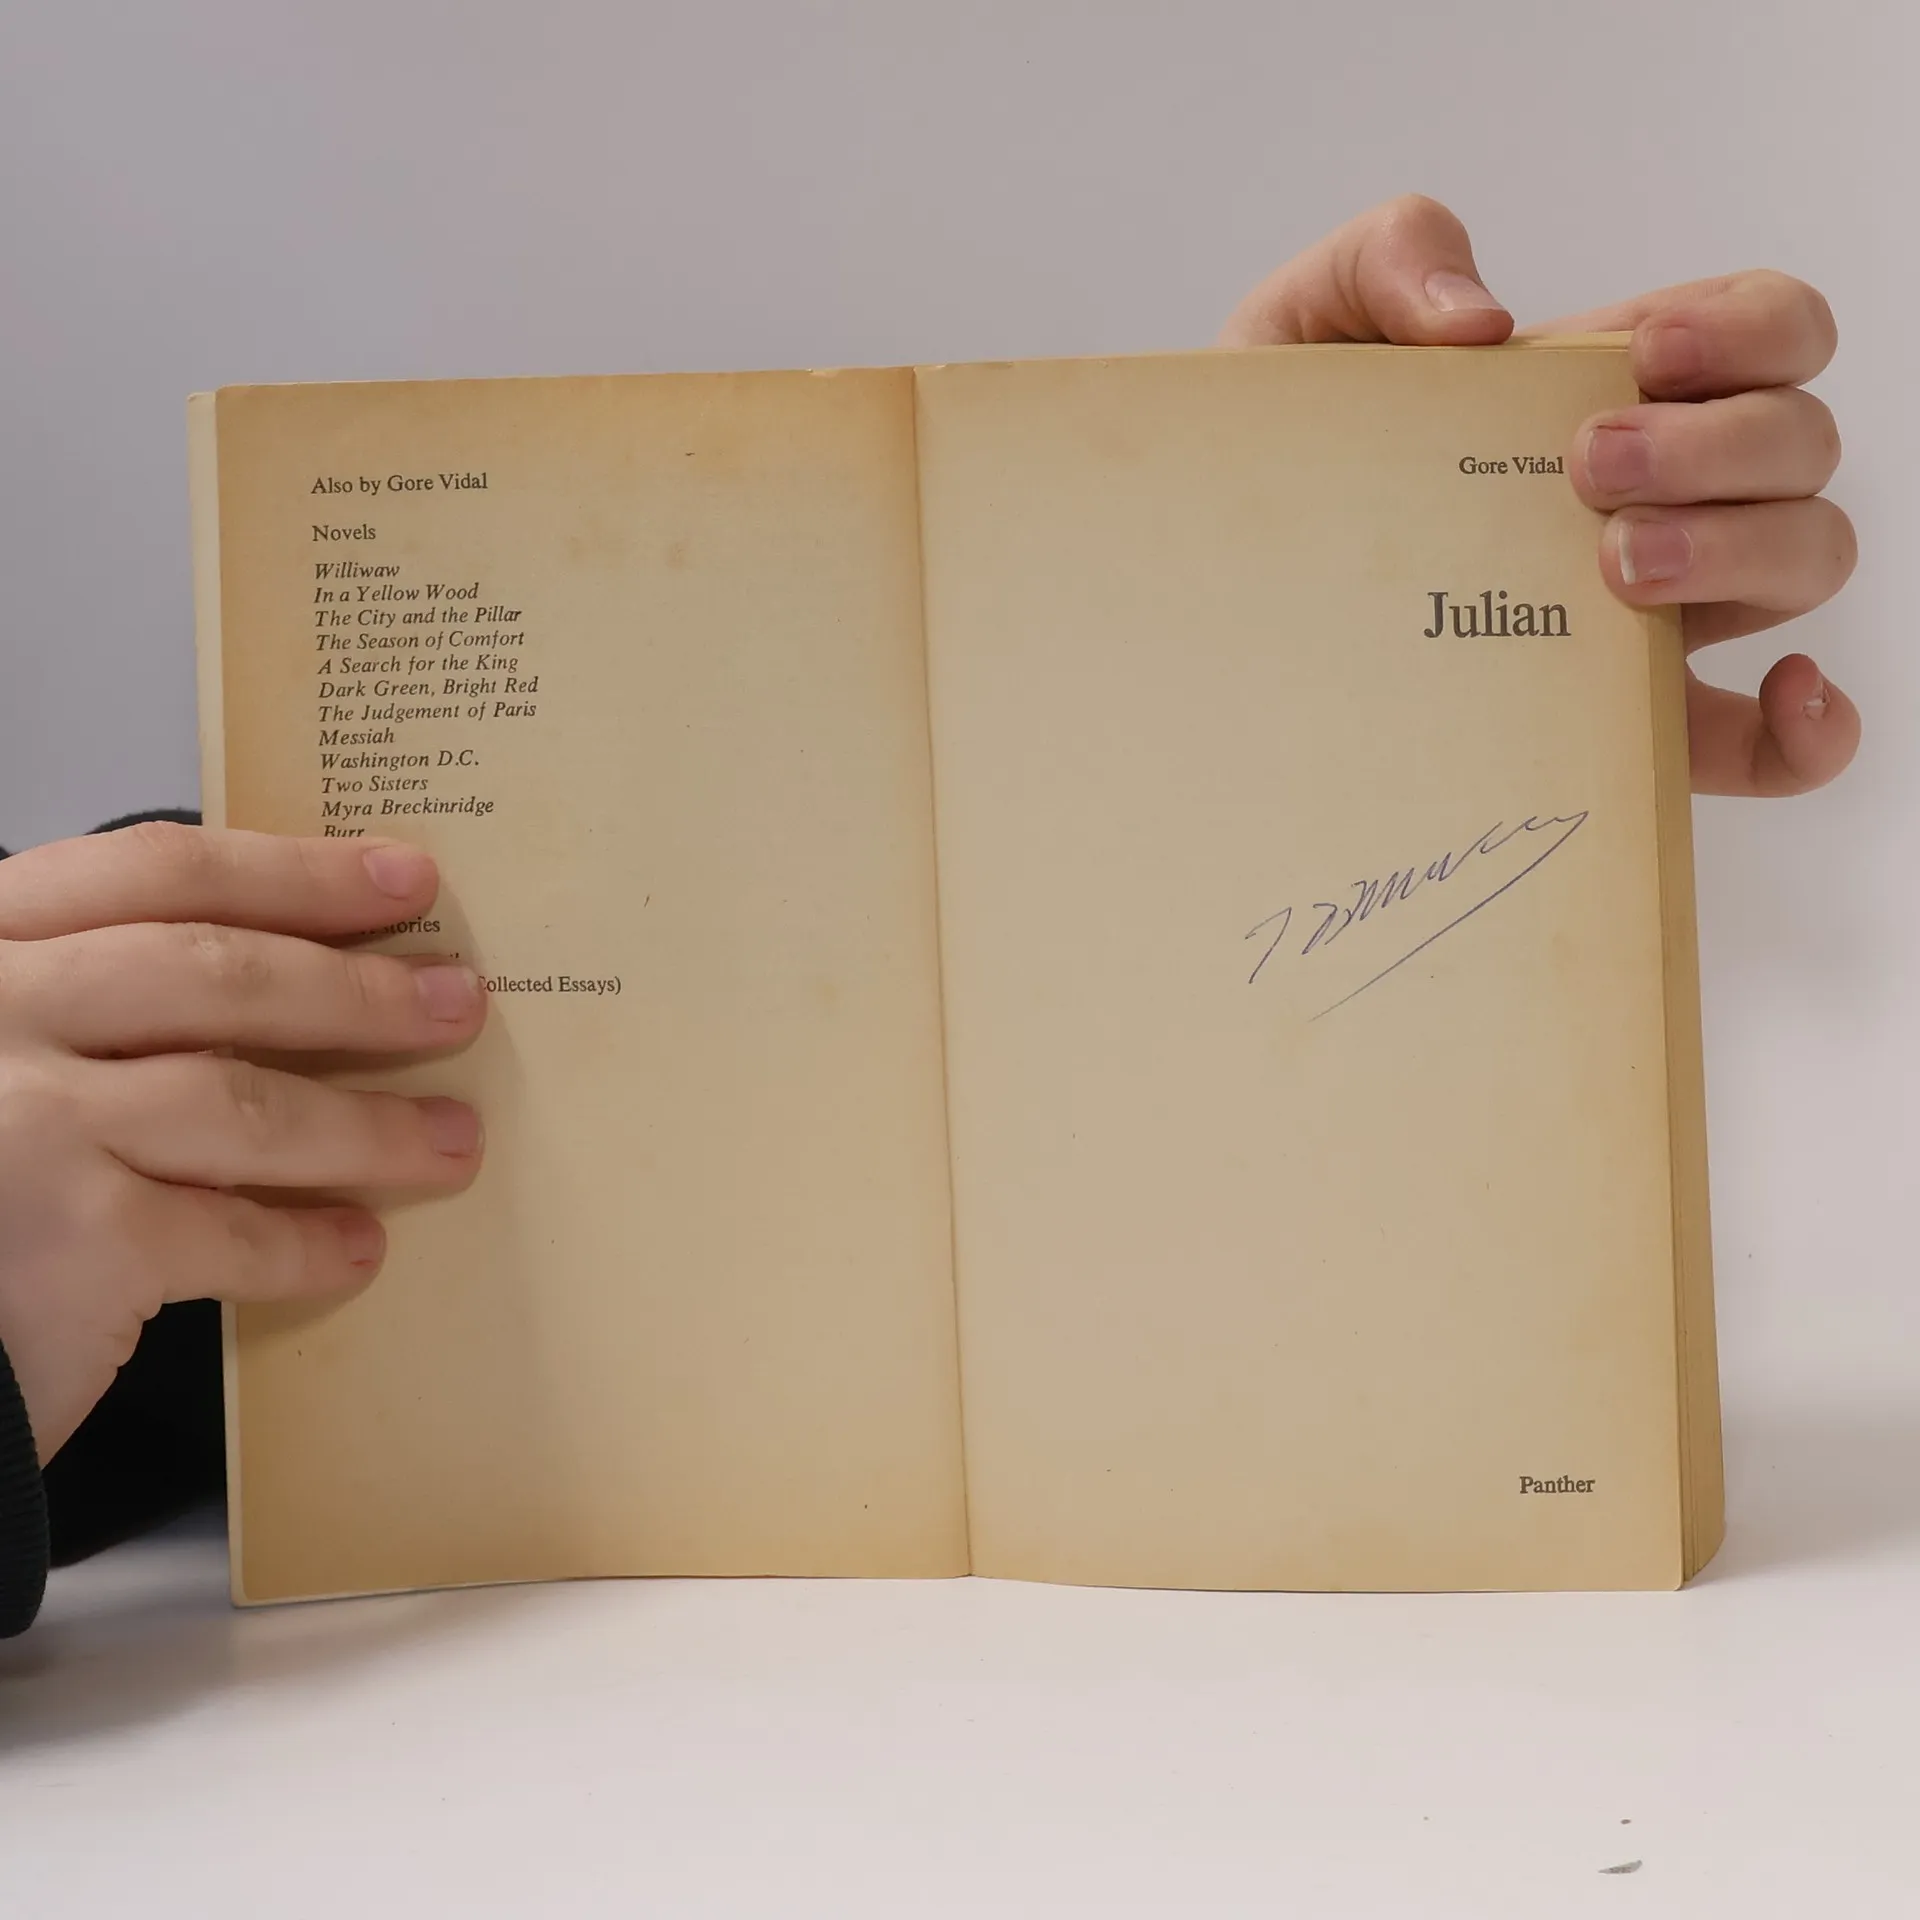 Also by Gore Vidal
Novels
Williwaw
In a Yellow Wood
The City and the Pillar
The Season of Comfort
A Search for the King
Dark Green, Bright Red
The Judgement of Paris
Messiah
Washington D.C.
Two Sisters
Myra Breckinridge
Burr
Collected Essays)
Gore Vidal
Julian
Panther